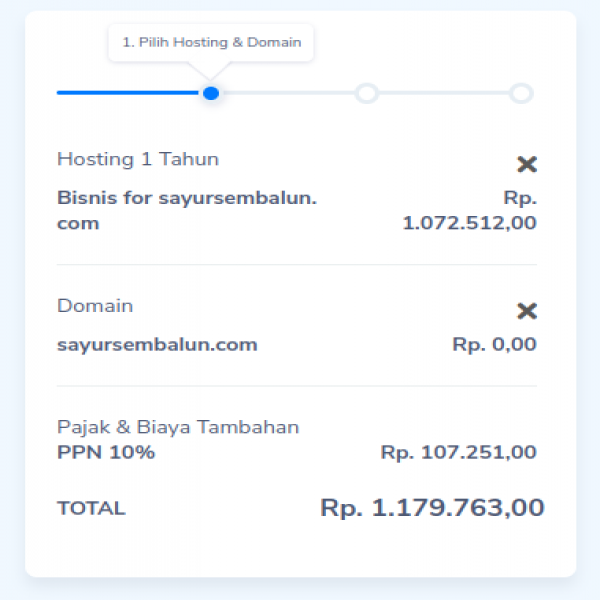 1. Pilih Hosting & Domain
Hosting 1 Tahun
Bisnis for sayursembalun.
com
Rp.
1.072.512,00
Domain
sayursembalun.com
Rp. 0,00
Pajak & Biaya Tambahan
PPN 10%
Rp. 107.251,00
TOTAL
Rp. 1.179.763,00